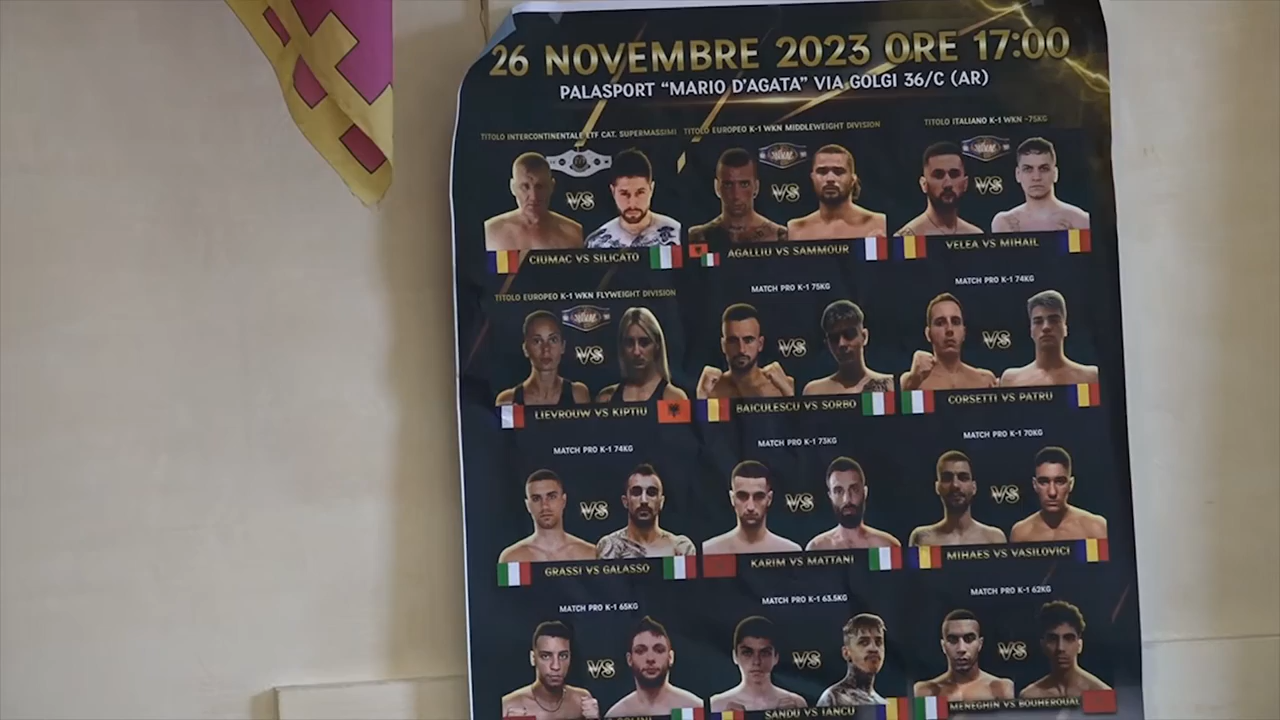 26 NOVEMBRE 2023 ORE 17:00
PALASPORT “MARIO D'AGATA” VIA GOLGI 36/C (AR)
TITOLO INTERCONTINENTALE ETF CAT. SUPERMASSIMI
TITOLO EUROPEO K-1 WKN MIDDLEWEIGHT DIVISION
TITOLO ITALIANO K-1 WKN -75KG
VS
VS
VS
CIUMAC VS SILICATO
AGALLIU VS SAMMOUR
VELEA VS MIHAIL
TITOLO EUROPEO K-1 WKN FLYWEIGHT DIVISION
MATCH PRO K-1 75KG
MATCH PRO K-1 74KG
VS
VS
VS
LIEVROUW VS KIPTIU
BAICULESCU VS SORBO
CORSETTI VS PATRU
MATCH PRO K-1 74KG
MATCH PRO K-1 73KG
MATCH PRO K-1 70KG
VS
VS
VS
GRASSI VS GALASSO
KARIM VS MATTANI
MIHAES VS VASILOVICI
MATCH PRO K-1 65KG
MATCH PRO K-1 63.5KG
MATCH PRO K-1 62KG
VS
VS
VS
SANDU VS IANCU
MENEGHIN VS BOUHEROUAL